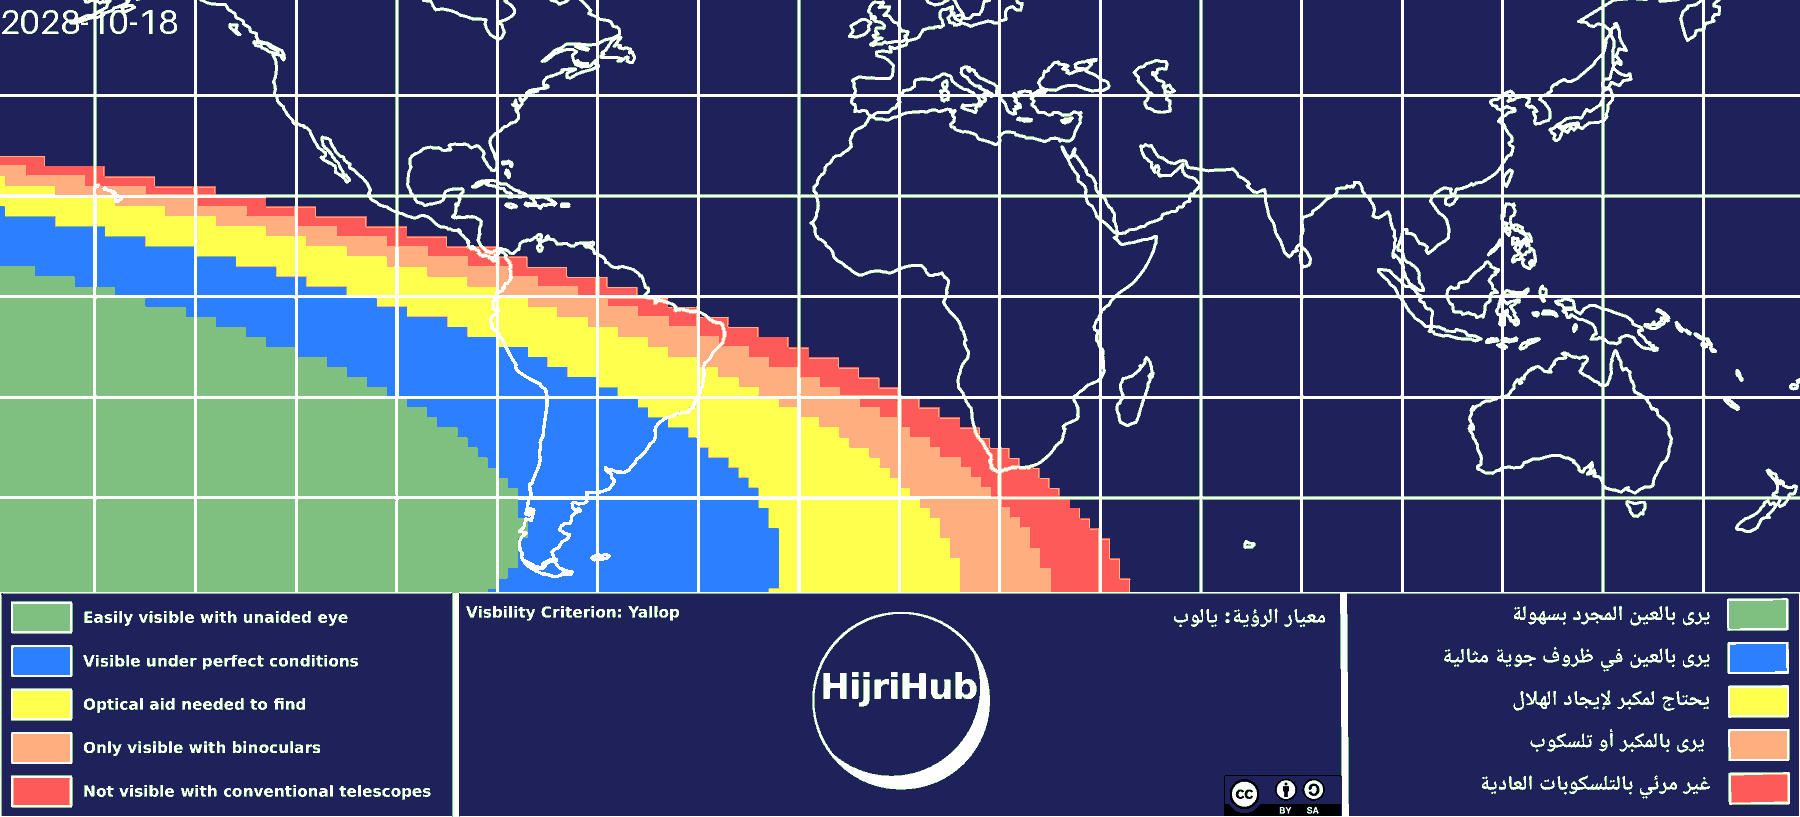 2028-10-18
Easily visible with unaided eye
Visible under perfect conditions
Optical aid needed to find
Only visible with binoculars
Not visible with conventional telescopes
Visbility Criterion: Yallop
معيار الرؤية: يالوب
HijriHub
cc
BY SA
يرى بالعين المجرد بسهولة
يرى بالعين في ظروف جوية مثالية
يحتاج لمكبر لإيجاد الهلال
يرى بالمكبر أو تلسكوب
غير مرئي بالتلسكوبات العادية